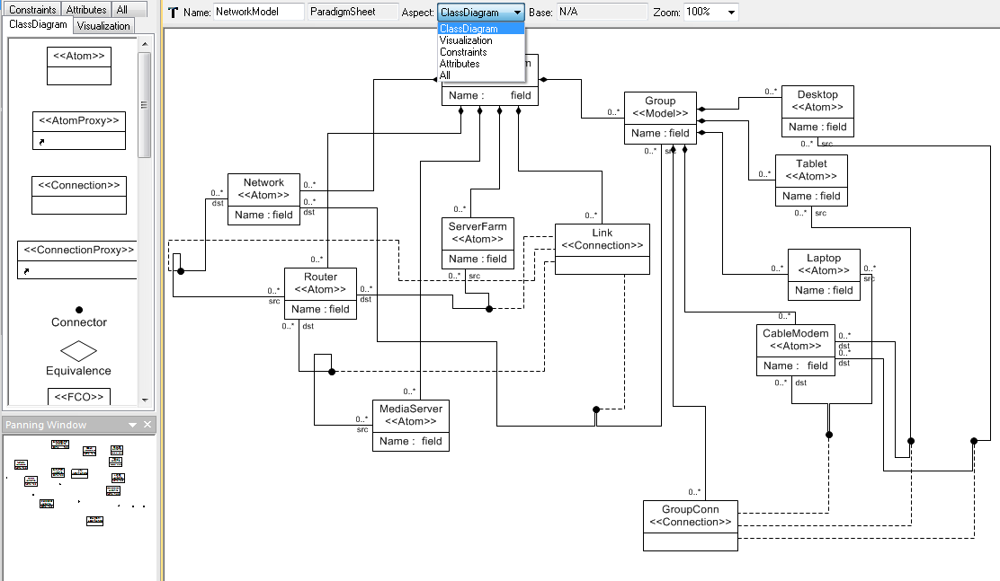 Constraints Attributes All
ClassDiagram Visualization
<<Atom>>
<<AtomProxy>>
<<Connection>>
<<ConnectionProxy>>
Connector
Equivalence
<<FCO>>
Panning Window
T Name: NetworkModel ParadigmSheet Aspect: ClassDiagram Base: N/A Zoom: 100%
ClassDiagram
Visualization
Constraints
Attributes
All
Name : field
0..*
Group
<<Model>>
Name : field
0..* src
0..*
Desktop
<<Atom>>
Name : field
0..* src
0..*
Tablet
<<Atom>>
Name : field
0..* src
Network
<<Atom>>
Name : field
0..*
dst
0..*
0..*
dst
0..*
ServerFarm
<<Atom>>
Name : field
0..* src
0..*
Link
<<Connection>>
0..*
Laptop
<<Atom>>
Name : field
0..*
src
0..*
Router
<<Atom>>
Name : field
0..*
src
0..*
dst
0..* dst
0..*
CableModem
<<Atom>>
Name : field
0..*
dst
0..*
dst
0..* dst
0..*
MediaServer
<<Atom>>
Name : field
0..*
src
0..*
GroupConn
<<Connection>>